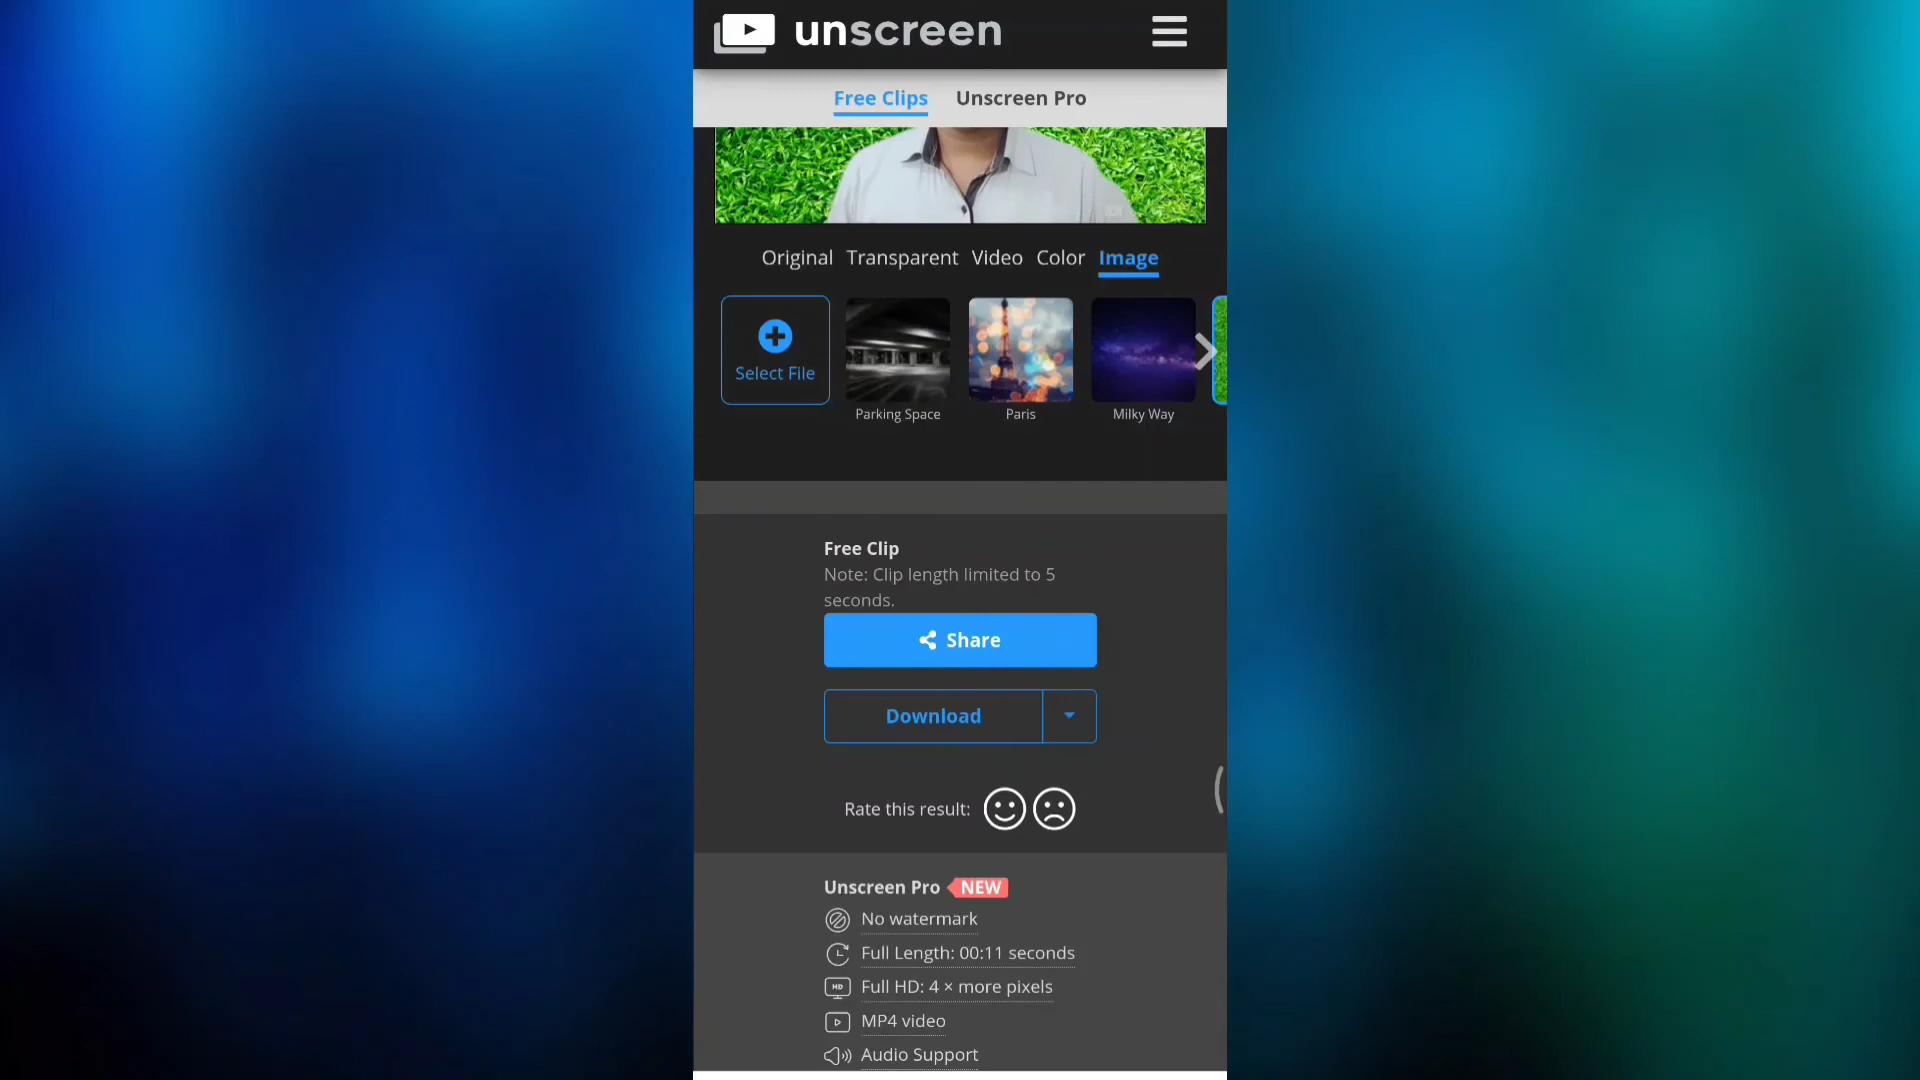 unscreen
Free Clips Unscreen Pro
Original Transparent Video Color Image
Select File
Parking Space Paris Milky Way
Free Clip
Note: Clip length limited to 5
seconds.
Share
Download
Rate this result:
Unscreen Pro NEW
No watermark
Full Length: 00:11 seconds
HD Full HD: 4 × more pixels
MP4 video
Audio Support